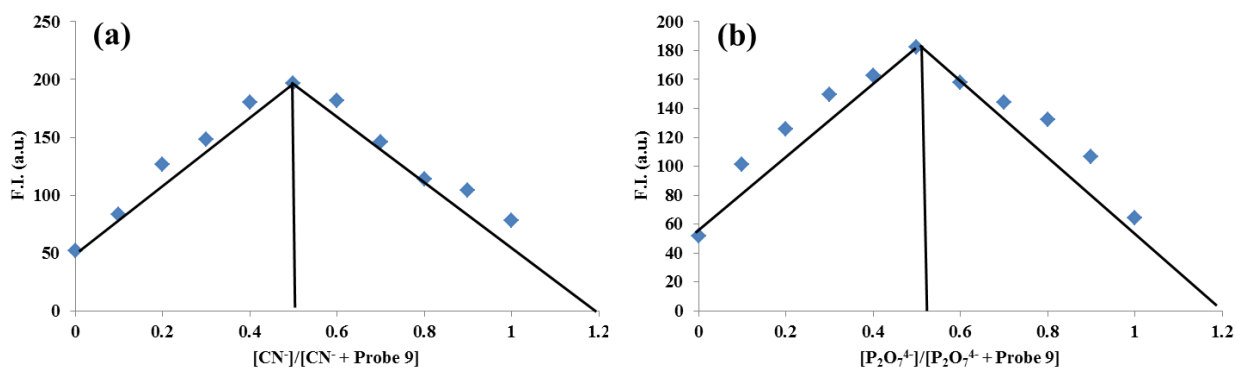 (a)
250
200
150
100
50
0
F.I. (a.u.)
0 0.2 0.4 0.6 0.8 1 1.2
[CN⁻]/[CN⁻ + Probe 9]
(b)
200
180
160
140
120
100
80
60
40
20
0
F.I. (a.u.)
0 0.2 0.4 0.6 0.8 1 1.2
[P₂O₇⁴⁻]/[P₂O₇⁴⁻ + Probe 9]